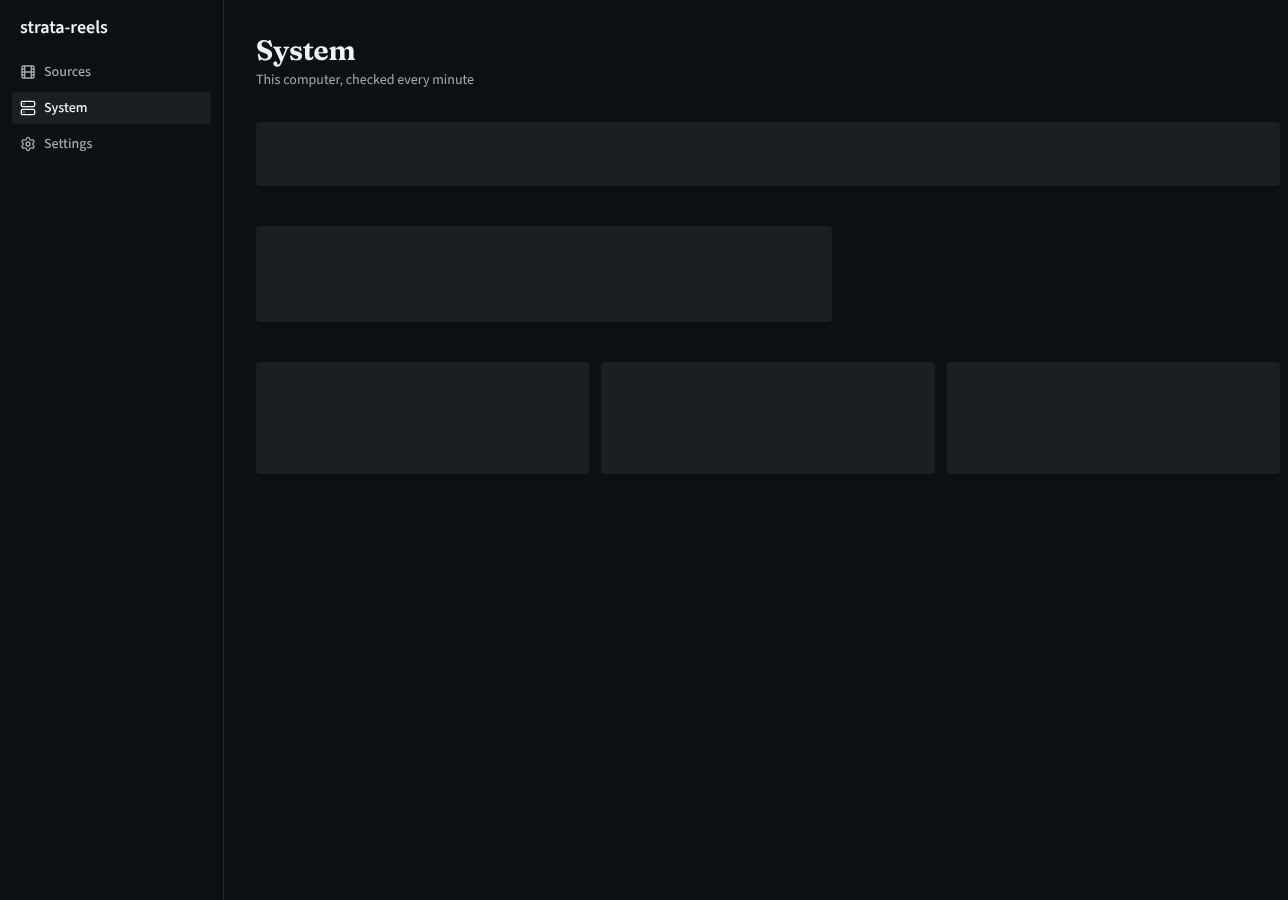 strata-reels
Sources
System
Settings
System
This computer, checked every minute